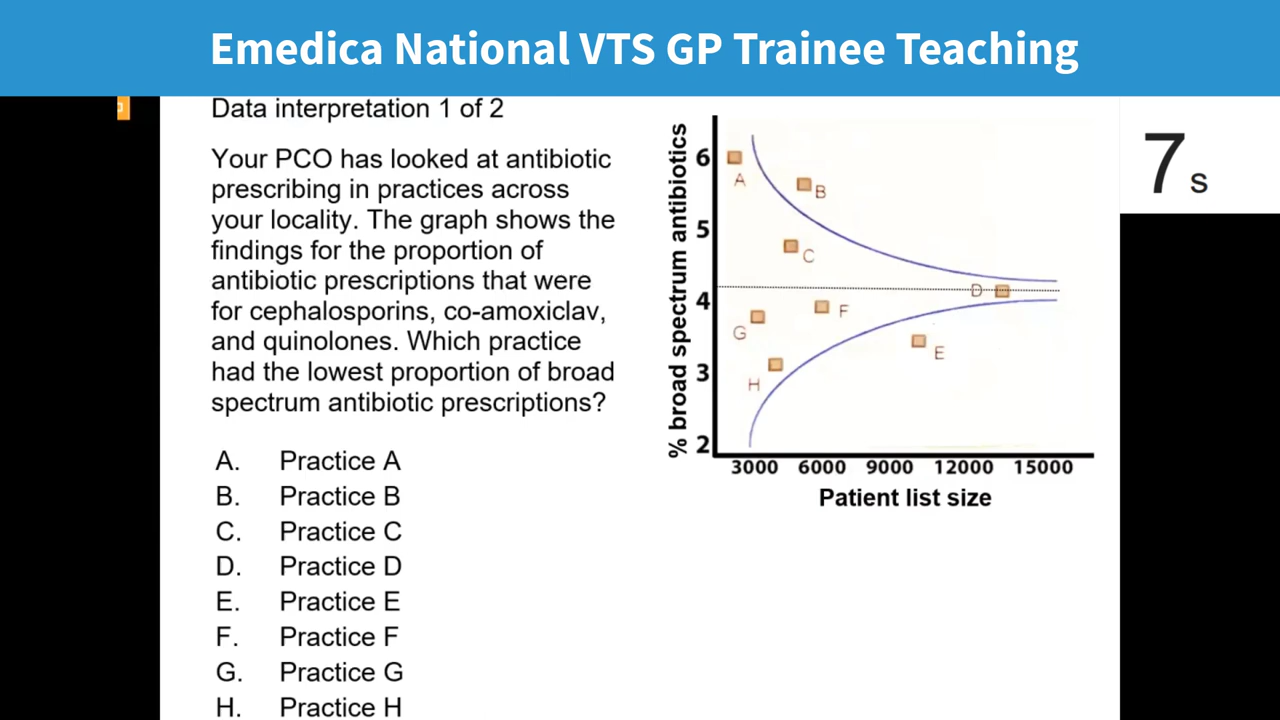 Emedica National VTS GP Trainee Teaching
Data interpretation 1 of 2
Your PCO has looked at antibiotic
prescribing in practices across
your locality. The graph shows the
findings for the proportion of
antibiotic prescriptions that were
for cephalosporins, co-amoxiclav,
and quinolones. Which practice
had the lowest proportion of broad
spectrum antibiotic prescriptions?
A. Practice A
B. Practice B
C. Practice C
D. Practice D
E. Practice E
F. Practice F
G. Practice G
H. Practice H
% broad spectrum antibiotics
6
5
4
3
2
A
B
C
D
F
G
E
H
3000 6000 9000 12000 15000
Patient list size
7 s